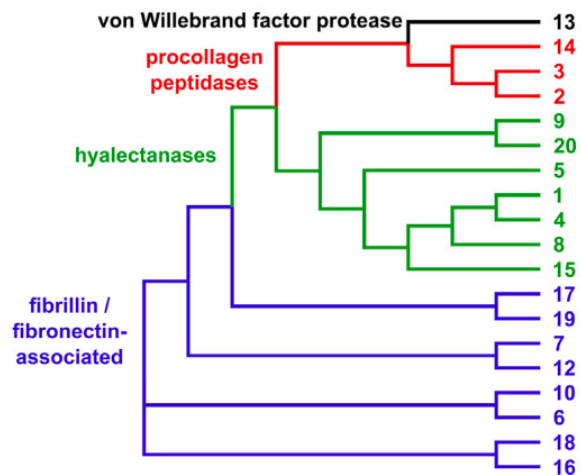 von Willebrand factor protease
procollagen
peptidases
hyalectanases
fibrillin /
fibronectin-
associated
13
14
3
2
9
20
5
1
4
8
15
17
19
7
12
10
6
18
16